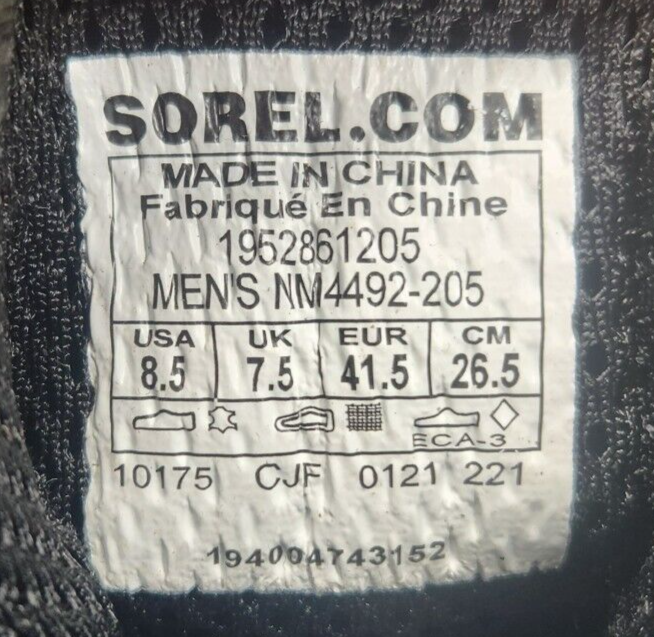 SOREL.COM
MADE IN CHINA
Fabriqué En Chine
1952861205
MEN'S NM4492-205
USA UK EUR CM
8.5 7.5 41.5 26.5
ECA-3
10175 CJF 0121 221
194004743152